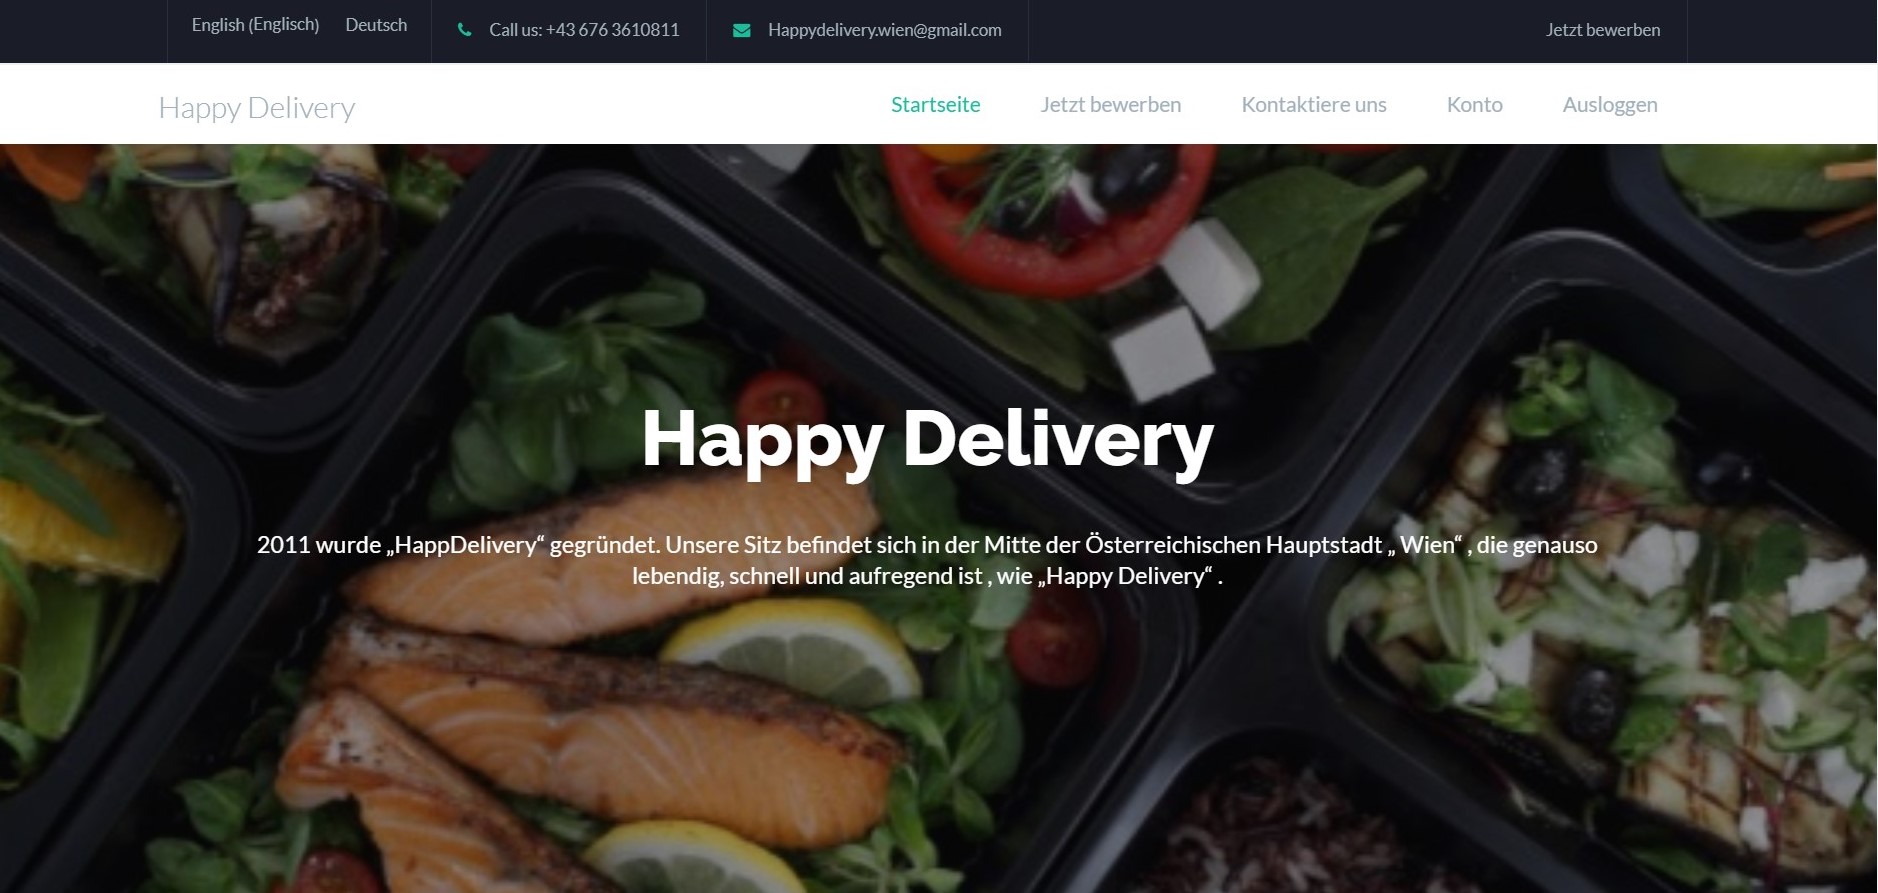 English (Englisch) Deutsch Call us: +43 676 3610811 Happydelivery.wien@gmail.com Jetzt bewerben
Happy Delivery Startseite Jetzt bewerben Kontaktiere uns Konto Ausloggen
Happy Delivery
2011 wurde „HappDelivery“ gegründet. Unsere Sitz befindet sich in der Mitte der Österreichischen Hauptstadt „ Wien“ , die genauso
lebendig, schnell und aufregend ist , wie „Happy Delivery“ .